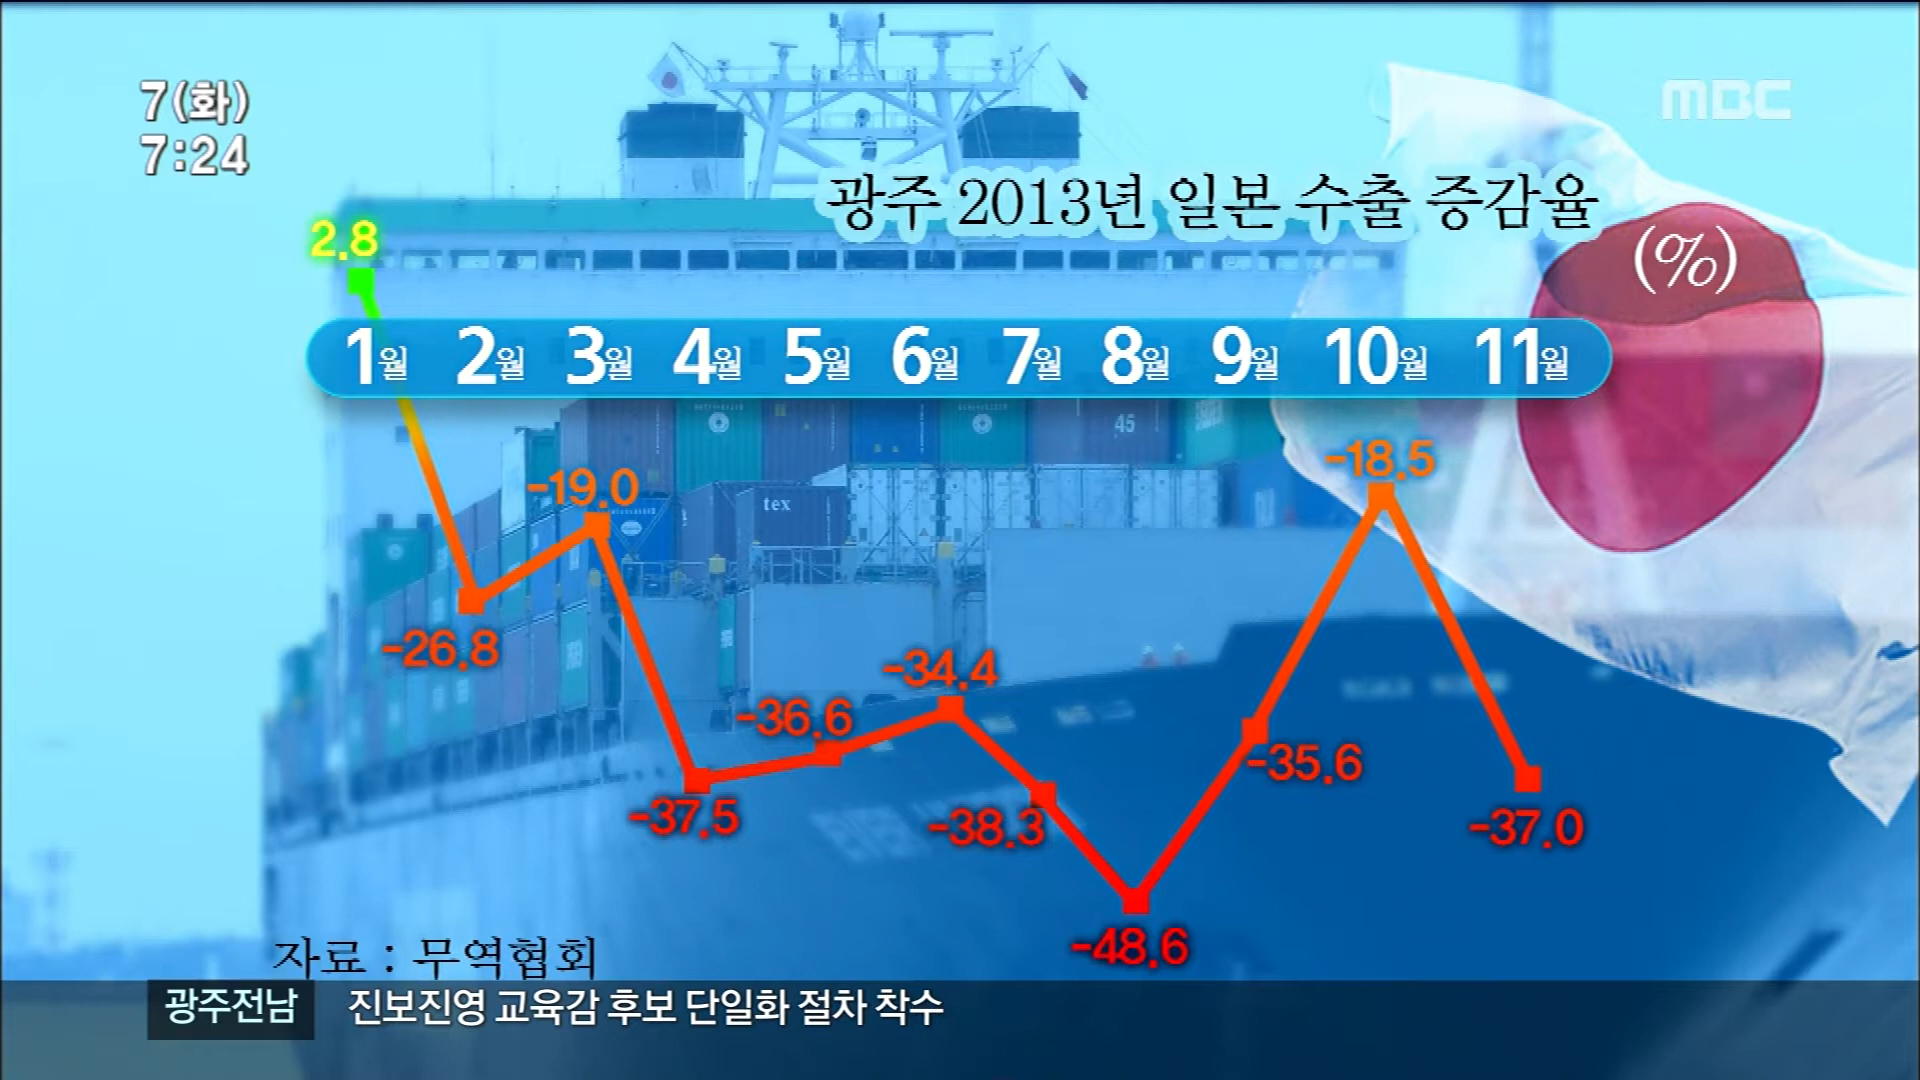 7(화)
7:24
MBC
광주 2013년 일본 수출 증감율
(%)
2.8
1월 2월 3월 4월 5월 6월 7월 8월 9월 10월 11월
45
-18.5
-19.0
tex
-26.8
-34.4
-36.6
-35.6
-37.5
-38.3
-37.0
-48.6
자료 : 무역협회
광주전남 진보진영 교육감 후보 단일화 절차 착수